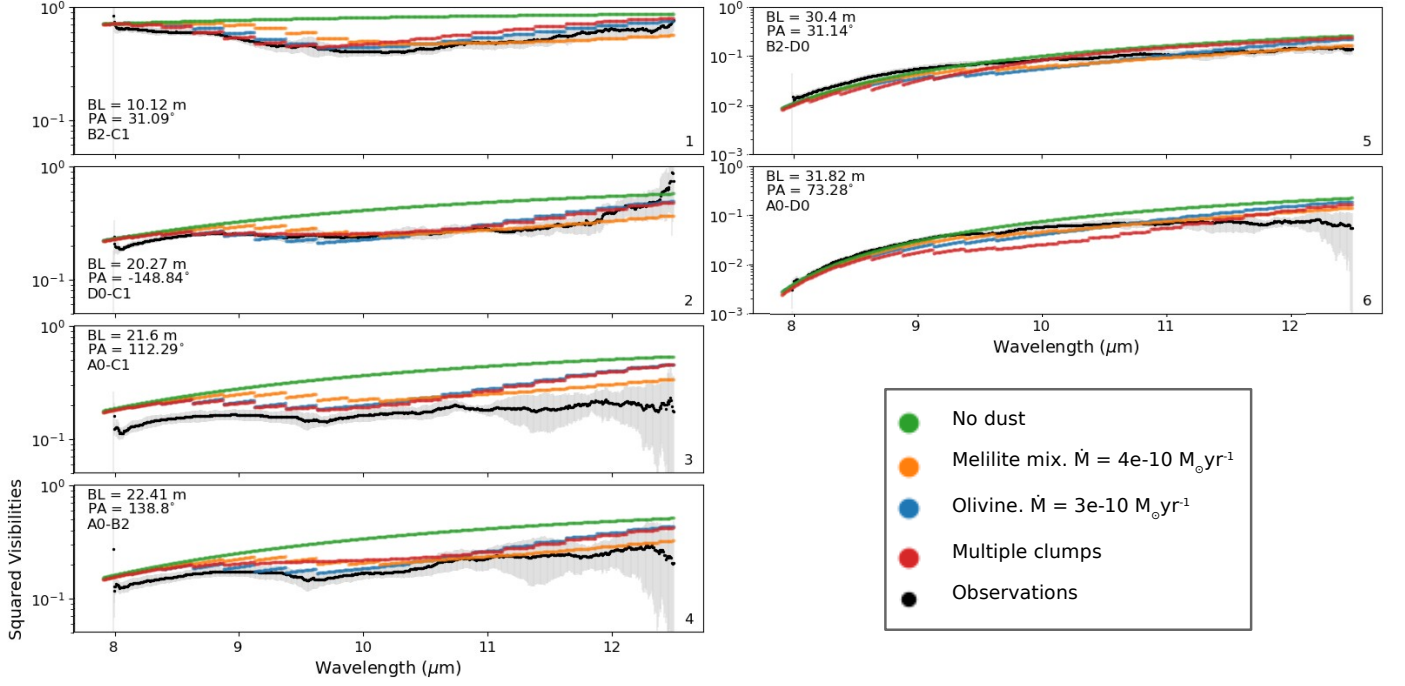 10⁰
10⁻¹
BL = 10.12 m
PA = 31.09°
B2-C1
1
10⁰
10⁻¹
BL = 20.27 m
PA = -148.84°
D0-C1
2
10⁰
10⁻¹
BL = 21.6 m
PA = 112.29°
A0-C1
3
10⁰
10⁻¹
BL = 22.41 m
PA = 138.8°
A0-B2
4
8 9 10 11 12
Wavelength (μm)
Squared Visibilities
10⁰
10⁻¹
10⁻²
10⁻³
BL = 30.4 m
PA = 31.14°
B2-D0
5
10⁰
10⁻¹
10⁻²
10⁻³
BL = 31.82 m
PA = 73.28°
A0-D0
6
8 9 10 11 12
Wavelength (μm)
No dust
Melilite mix. Ṁ = 4e-10 M☉yr⁻¹
Olivine. Ṁ = 3e-10 M☉yr⁻¹
Multiple clumps
Observations